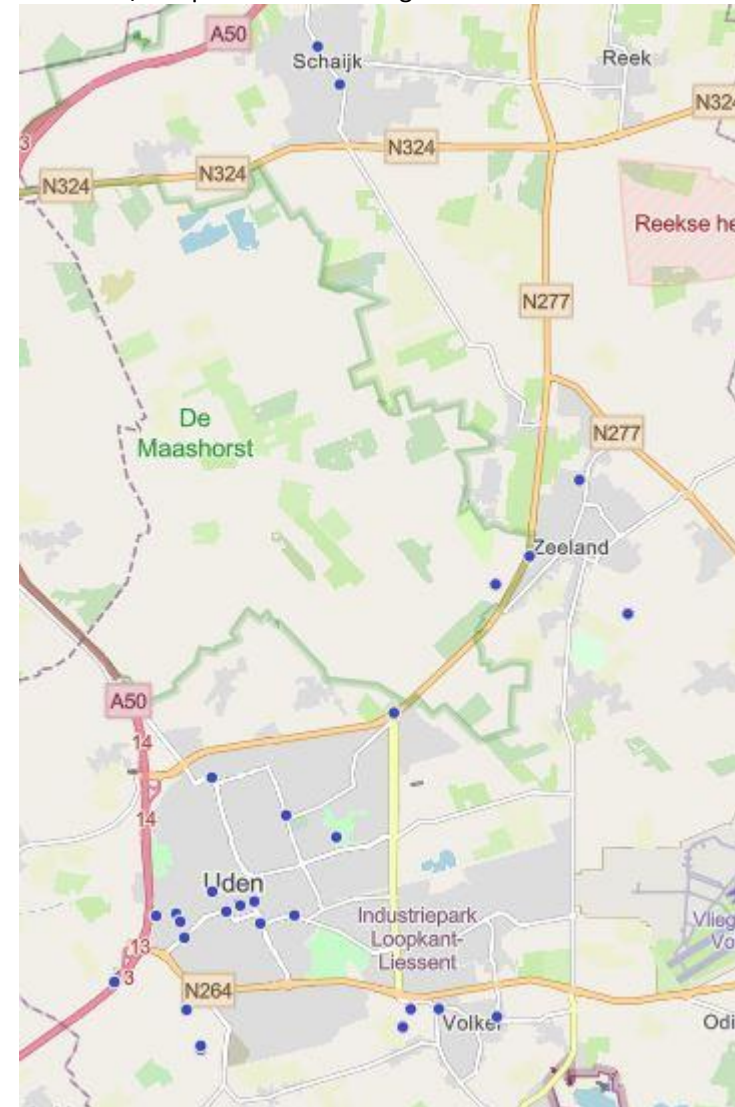 A50
Schaijk
Reek
N324
N324
N324
Reekse he
N277
De
Maashorst
N277
Zeeland
A50
14
14
Uden
Industriepark
Loopkant-
Liessent
Vlieg
Vo
13
3
N264
Volkel
Odi